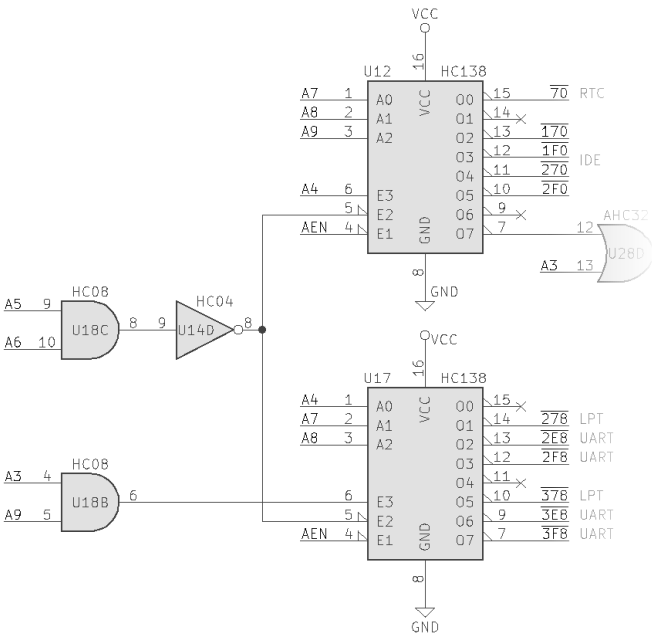 VCC
16
U12 HC138
A7 1 A0 VCC O0 15 70 RTC
A8 2 A1 O1 14
A9 3 A2 O2 13 170
O3 12 1F0
IDE
O4 11 270
A4 6 E3 O5 10 2F0
5 E2 O6 9
AEN 4 E1 GND O7 7
12 AHC32
U28D
A3 13
8
GND
HC08
A5 9
U18C 8
A6 10
HC04
9 U14D 8
VCC
16
U17 HC138
A4 1 A0 VCC O0 15
A7 2 A1 O1 14 278 LPT
A8 3 A2 O2 13 2E8 UART
O3 12 2F8 UART
O4 11
HC08
A3 4
U18B 6
A9 5
6 E3 O5 10 378 LPT
5 E2 O6 9 3E8 UART
AEN 4 E1 GND O7 7 3F8 UART
8
GND